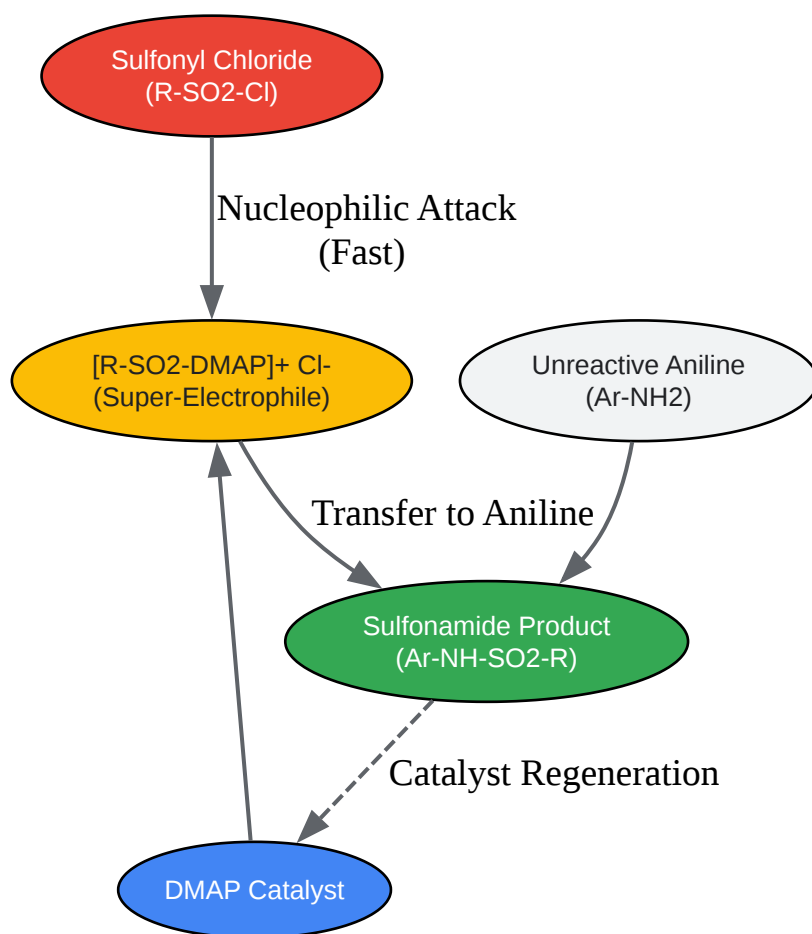 Sulfonyl Chloride
(R-SO2-Cl)
Nucleophilic Attack
(Fast)
[R-SO2-DMAP]+ Cl-
(Super-Electrophile)
Unreactive Aniline
(Ar-NH2)
Transfer to Aniline
Sulfonamide Product
(Ar-NH-SO2-R)
Catalyst Regeneration
DMAP Catalyst